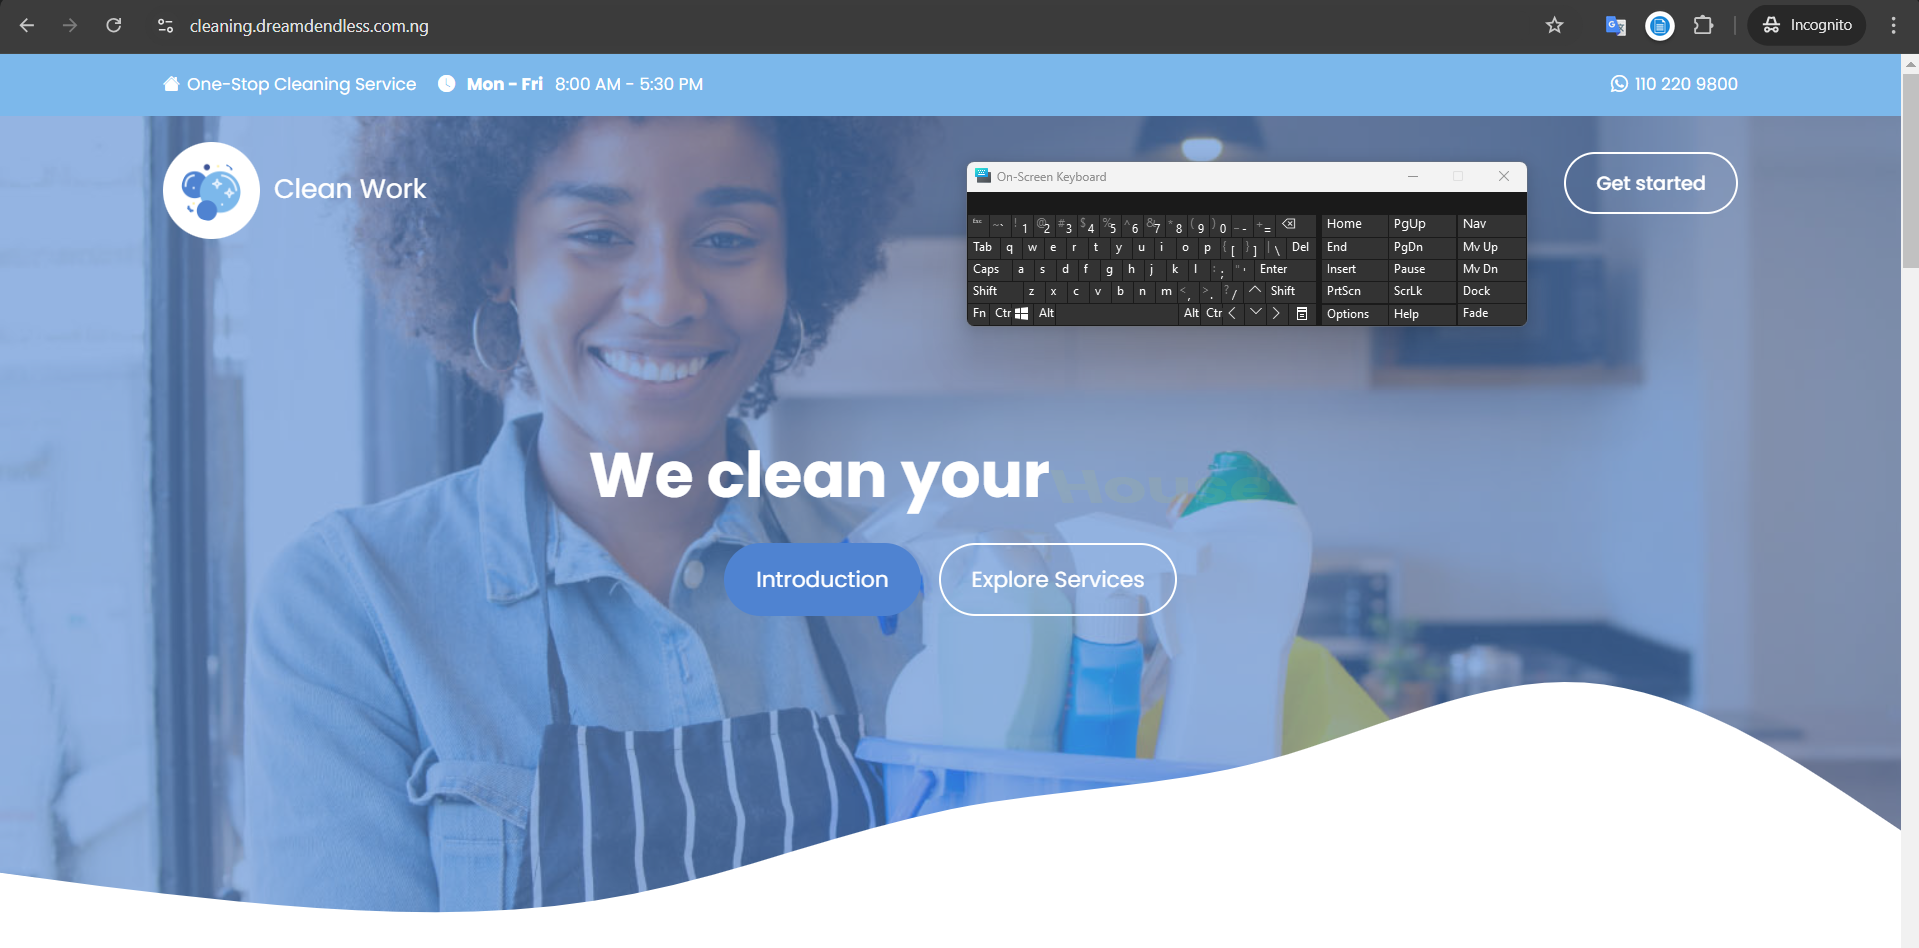 cleaning.dreamdendless.com.ng
Incognito
One-Stop Cleaning Service Mon - Fri 8:00 AM - 5:30 PM
110 220 9800
Clean Work
Get started
On-Screen Keyboard
Esc ~ ` ! 1 @ 2 # 3 $ 4 % 5 ^ 6 & 7 * 8 ( 9 ) 0 _ - + = Home PgUp Nav
Tab q w e r t y u i o p { [ } ] | \ Del End PgDn Mv Up
Caps a s d f g h j k l : ; " ' Enter Insert Pause Mv Dn
Shift z x c v b n m < , > . ? / Shift PrtScn ScrLk Dock
Fn Ctr Alt Alt Ctr Options Help Fade
We clean your House
Introduction
Explore Services